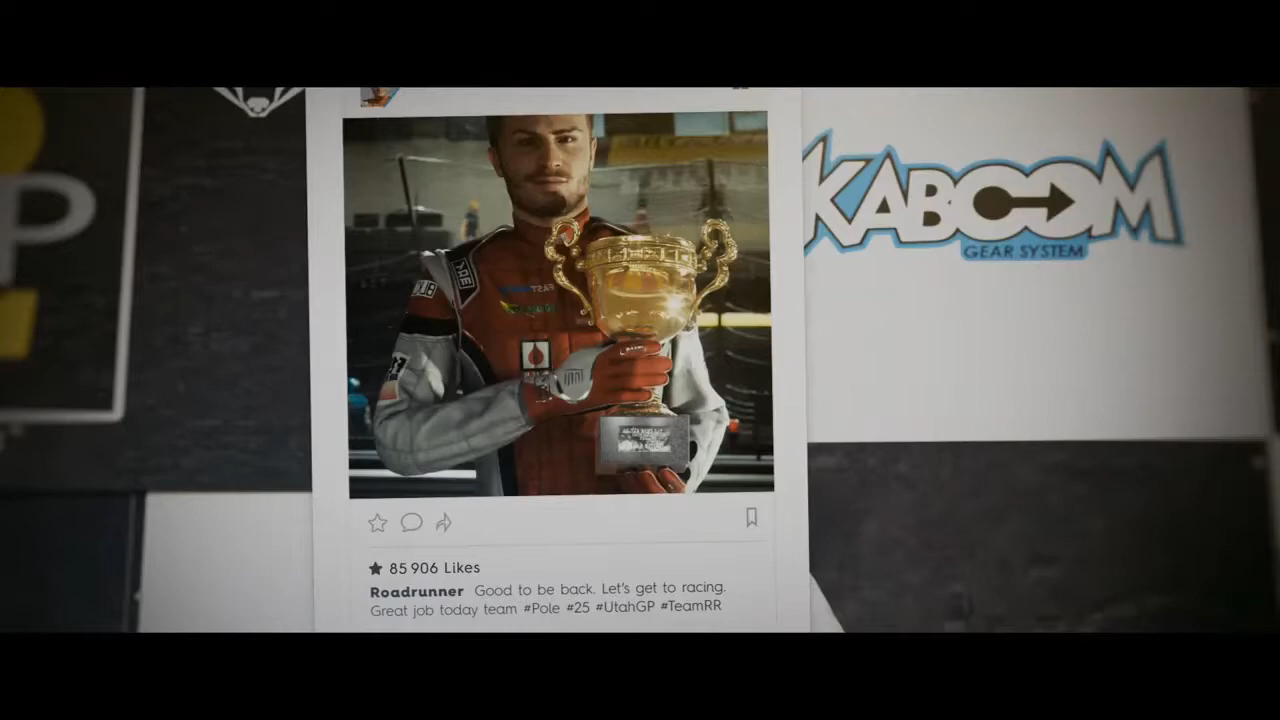 P
KABOOM
GEAR SYSTEM
85 906 Likes
Roadrunner Good to be back. Let's get to racing.
Great job today team #Pole #25 #UtahGP #TeamRR